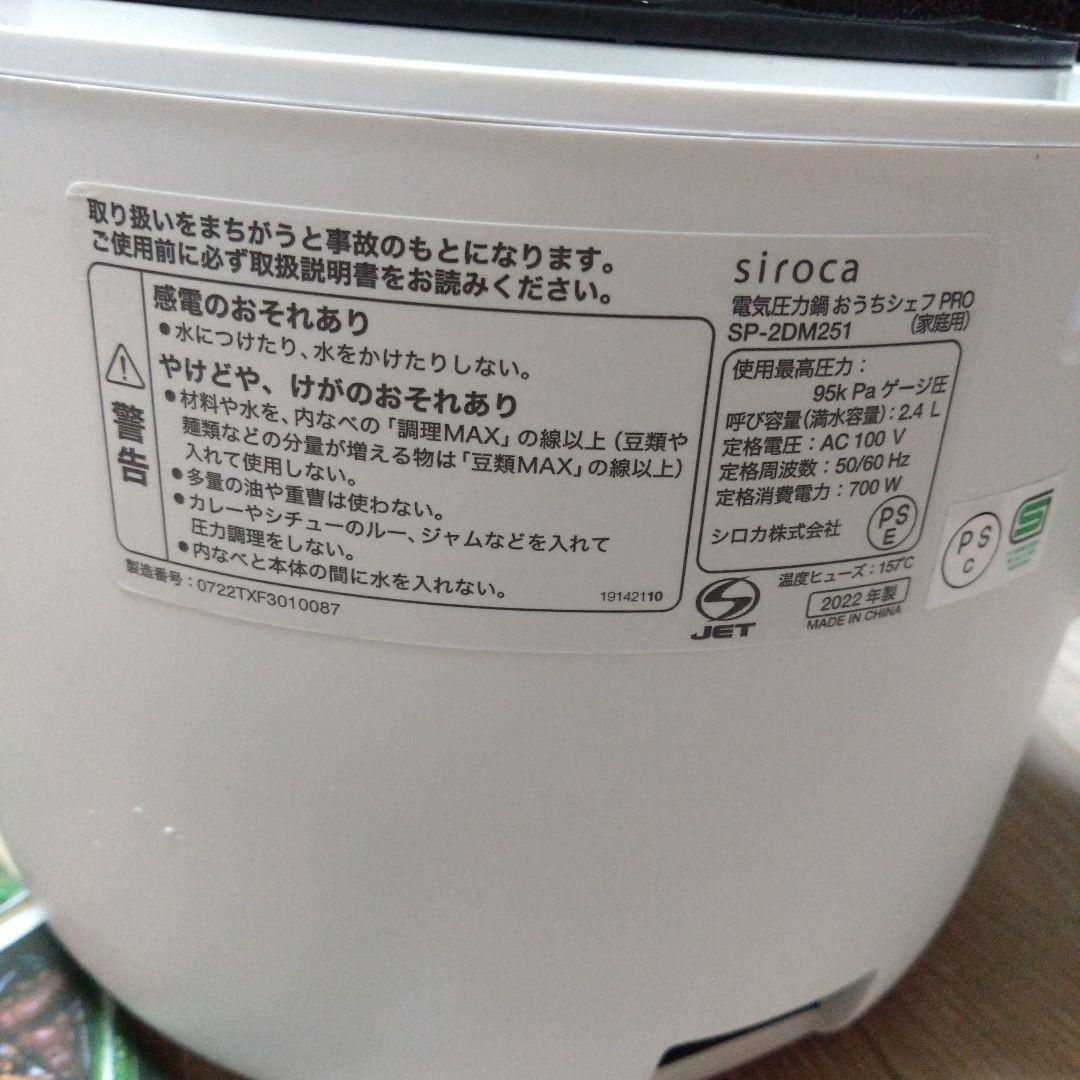 取り扱いをまちがうと事故のもとになります。
ご使用前に必ず取扱説明書をお読みください。
警告
感電のおそれあり
●水につけたり、水をかけたりしない。
やけどや、けがのおそれあり
●材料や水を、内なべの「調理MAX」の線以上（豆類や
麺類などの分量が増える物は「豆類MAX」の線以上）
入れて使用しない。
●多量の油や重曹は使わない。
●カレーやシチューのルー、ジャムなどを入れて
圧力調理をしない。
●内なべと本体の間に水を入れない。
19142110
製造番号：0722TXF3010087
siroca
電気圧力鍋 おうちシェフ PRO
SP-2DM251
（家庭用）
使用最高圧力：
95k Pa ゲージ圧
呼び容量（満水容量）：2.4 L
定格電圧：AC 100 V
定格周波数：50/60 Hz
定格消費電力：700 W
シロカ株式会社
PS
E
温度ヒューズ：157℃
JET
2022 年製
MADE IN CHINA
PS
C
S